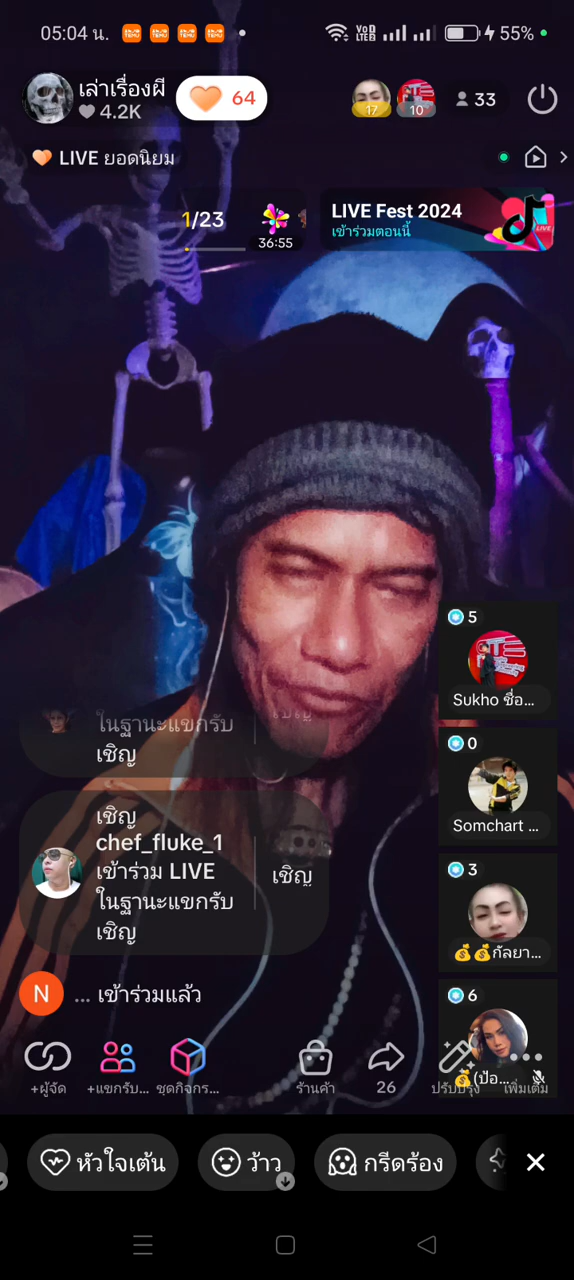 05:04 น.
VoD
LTE2
55%
เล่าเรื่องผี
4.2K
64
17
10
33
LIVE ยอดนิยม
1/23
36:55
LIVE Fest 2024
เข้าร่วมตอนนี้
LIVE
5
Sukho ชื่อ...
0
Somchart ...
3
💰💰กัลยา...
6
💰(ป้อ...
ในฐานะแขกรับ
เชิญ
เชิญ
เชิญ
chef_fluke_1
เข้าร่วม LIVE
ในฐานะแขกรับ
เชิญ
เชิญ
N
... เข้าร่วมแล้ว
+ผู้จัด
+แขกรับ...
ชุดกิจกร...
ร้านค้า
26
ปรับปรุง
เพิ่มเติม
หัวใจเต้น
ว้าว
กรีดร้อง